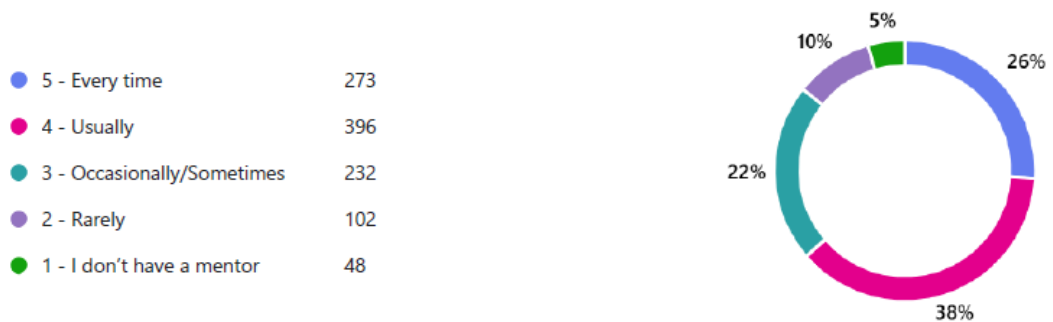 5 - Every time 273
4 - Usually 396
3 - Occasionally/Sometimes 232
2 - Rarely 102
1 - I don’t have a mentor 48
5%
10%
26%
22%
38%